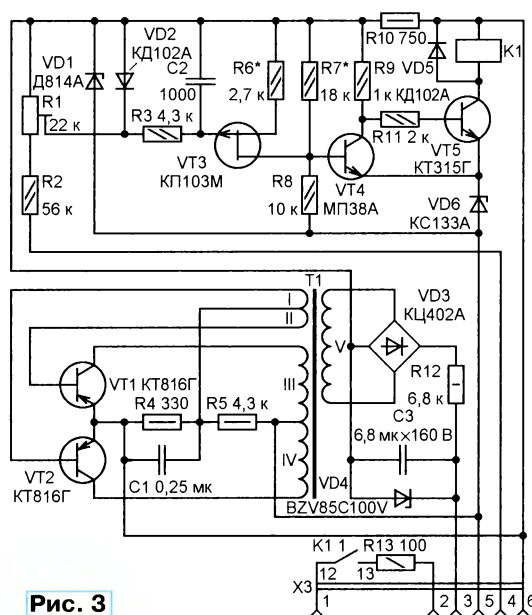 VD1
Д814А
VD2
КД102А
C2
1000
R6*
2,7 к
R7*
18 к
R9
1 к
R10 750
VD5
КД102А
K1
R1
22 к
R3 4,3 к
R11 2 к
VT5
КТ315Г
VT3
КП103М
VT4
МП38А
R2
56 к
R8
10 к
VD6
КС133А
T1
I
II
III
IV
V
VD3
КЦ402А
R12
6,8 к
VT1 КТ816Г
R4 330
R5 4,3 к
C3
6,8 мк×160 В
VT2
КТ816Г
C1 0,25 мк
VD4
BZV85C100V
K1 1
R13 100
12
13
X3
1
2
3
5
4
6
Рис. 3